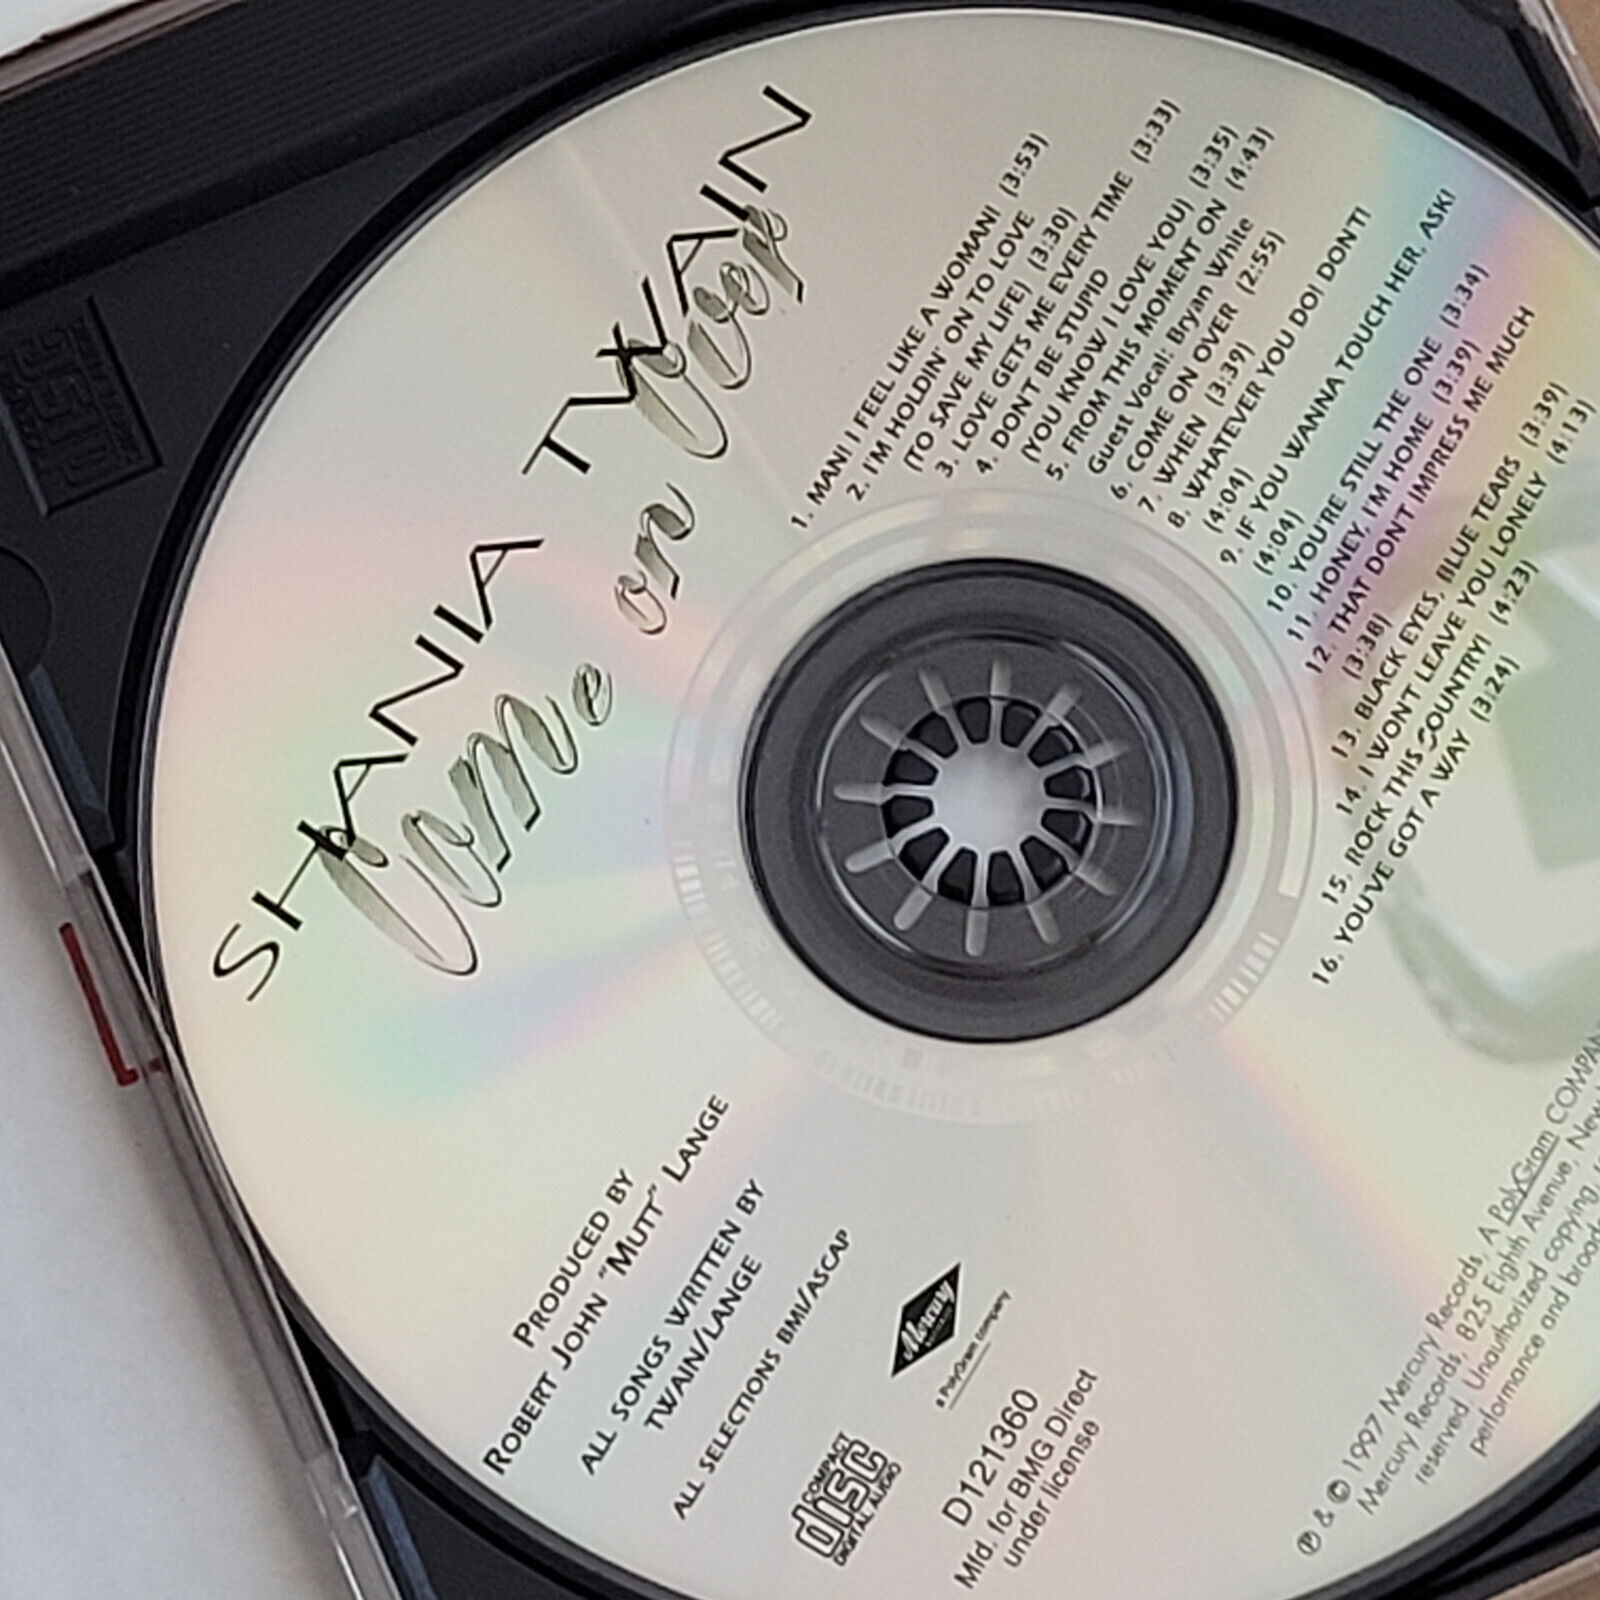 SHANIA TWAIN
Come on Over
1. MAN! I FEEL LIKE A WOMAN! (3:53)
2. I'M HOLDIN' ON TO LOVE
(TO SAVE MY LIFE) (3:30)
3. LOVE GETS ME EVERY TIME (3:33)
4. DON'T BE STUPID
(YOU KNOW I LOVE YOU) (3:35)
5. FROM THIS MOMENT ON (4:43)
Guest Vocal: Bryan White
6. COME ON OVER (2:55)
7. WHEN (3:39)
8. WHATEVER YOU DO! DON'T!
(4:04)
9. IF YOU WANNA TOUCH HER, ASK!
(4:04)
10. YOU'RE STILL THE ONE (3:34)
11. HONEY, I'M HOME (3:39)
12. THAT DON'T IMPRESS ME MUCH
(3:38)
13. BLACK EYES, BLUE TEARS (3:39)
14. I WON'T LEAVE YOU LONELY (4:13)
15. ROCK THIS COUNTRY! (4:23)
16. YOU'VE GOT A WAY (3:24)
PRODUCED BY
ROBERT JOHN "MUTT" LANGE
ALL SONGS WRITTEN BY
TWAIN/LANGE
ALL SELECTIONS BMI/ASCAP
Mercury
a PolyGram company
COMPACT
disc
DIGITAL AUDIO
D121360
Mfd. for BMG Direct
under license
℗ & © 1997 Mercury Records, A PolyGram COMPAN
Mercury Records, 825 Eighth Avenue, New
reserved. Unauthorized copying,
performance and broad